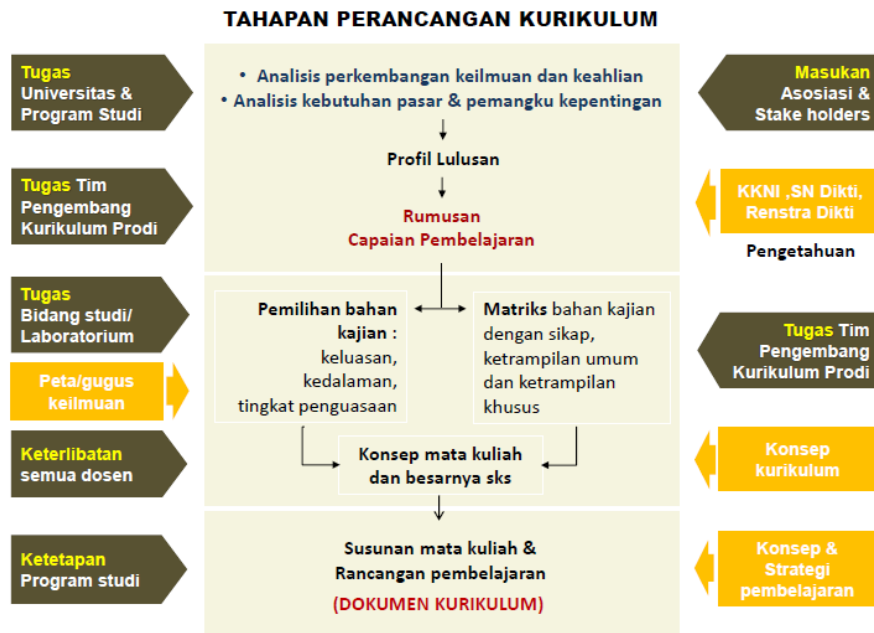 TAHAPAN PERANCANGAN KURIKULUM
Tugas
Universitas &
Program Studi
• Analisis perkembangan keilmuan dan keahlian
• Analisis kebutuhan pasar & pemangku kepentingan
Masukan
Asosiasi &
Stake holders
Profil Lulusan
Tugas Tim
Pengembang
Kurikulum Prodi
Rumusan
Capaian Pembelajaran
KKNI ,SN Dikti,
Renstra Dikti
Pengetahuan
Tugas
Bidang studi/
Laboratorium
Peta/gugus
keilmuan
Pemilihan bahan
kajian :
keluasan,
kedalaman,
tingkat penguasaan
Matriks bahan kajian
dengan sikap,
ketrampilan umum
dan ketrampilan
khusus
Tugas Tim
Pengembang
Kurikulum Prodi
Keterlibatan
semua dosen
Konsep mata kuliah
dan besarnya sks
Konsep
kurikulum
Ketetapan
Program studi
Susunan mata kuliah &
Rancangan pembelajaran
(DOKUMEN KURIKULUM)
Konsep &
Strategi
pembelajaran